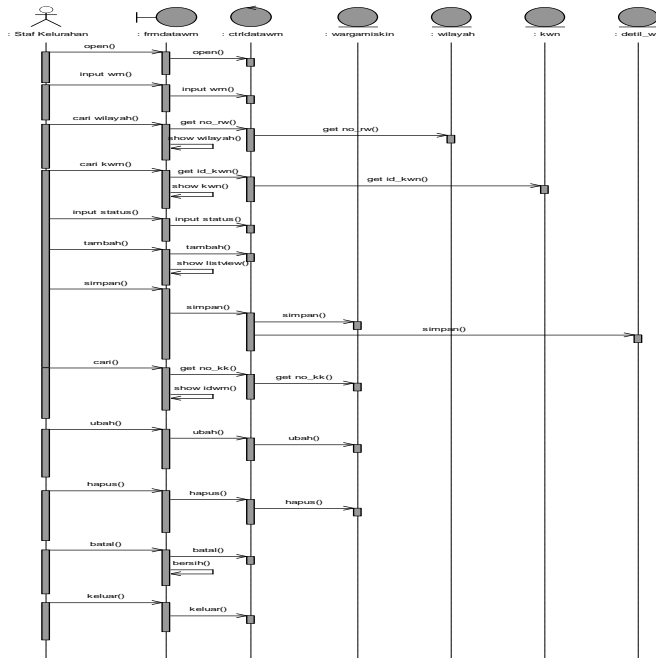 : Staf Kelurahan : frmdatawm : ctrldatawm : wargamiskin : wilayah : kwn : detil_w
open()
open()
input wm()
input wm()
cari wilayah()
get no_rw()
get no_rw()
show wilayah()
cari kwm()
get id_kwn()
get id_kwn()
show kwn()
input status()
input status()
tambah()
tambah()
show listview()
simpan()
simpan()
simpan()
simpan()
cari()
get no_kk()
get no_kk()
show idwm()
ubah()
ubah()
ubah()
hapus()
hapus()
hapus()
batal()
batal()
bersih()
keluar()
keluar()